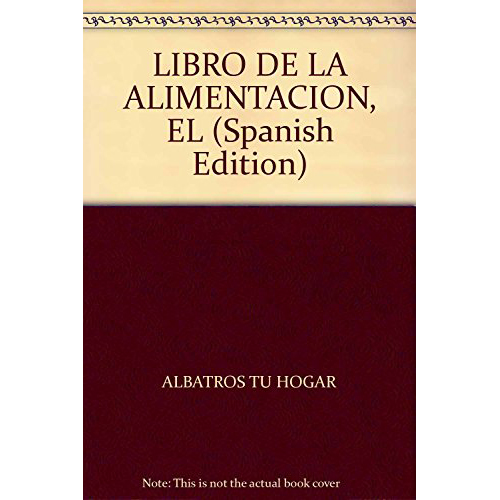 LIBRO DE LA
ALIMENTACION,
EL (Spanish
Edition)
ALBATROS TU HOGAR
Note: This is not the actual book cover